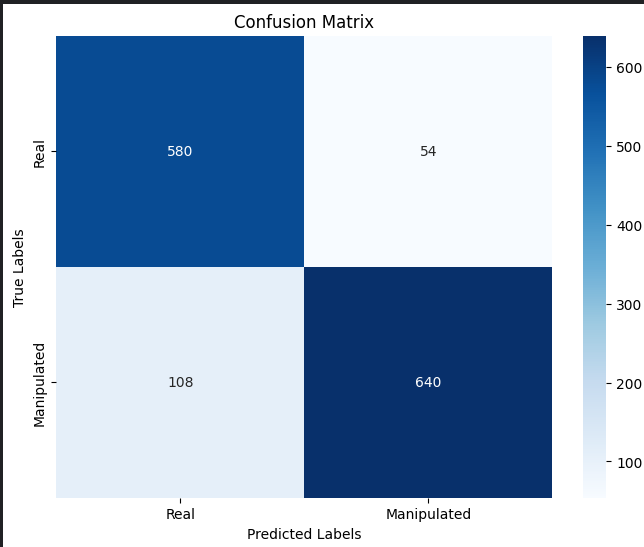 Confusion Matrix
True Labels
Real
Manipulated
580
54
108
640
Real
Manipulated
Predicted Labels
600
500
400
300
200
100